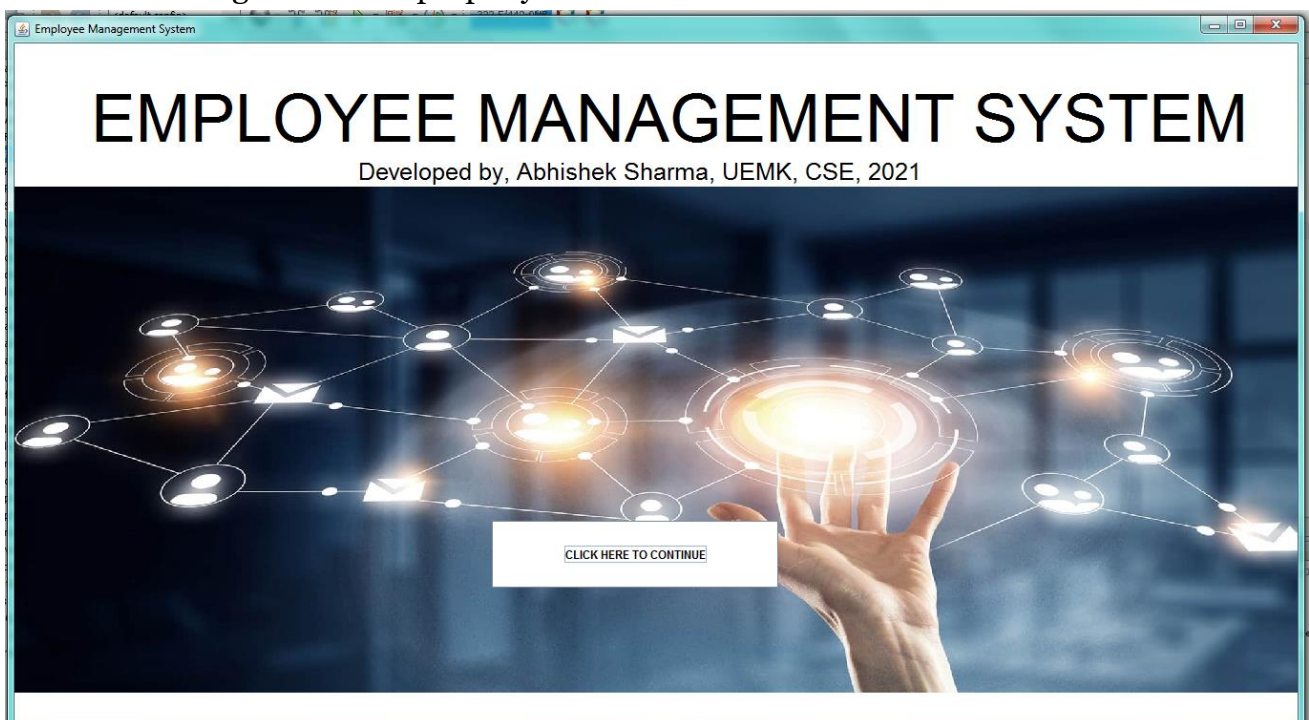 Employee Management System
EMPLOYEE MANAGEMENT SYSTEM
Developed by, Abhishek Sharma, UEMK, CSE, 2021
CLICK HERE TO CONTINUE